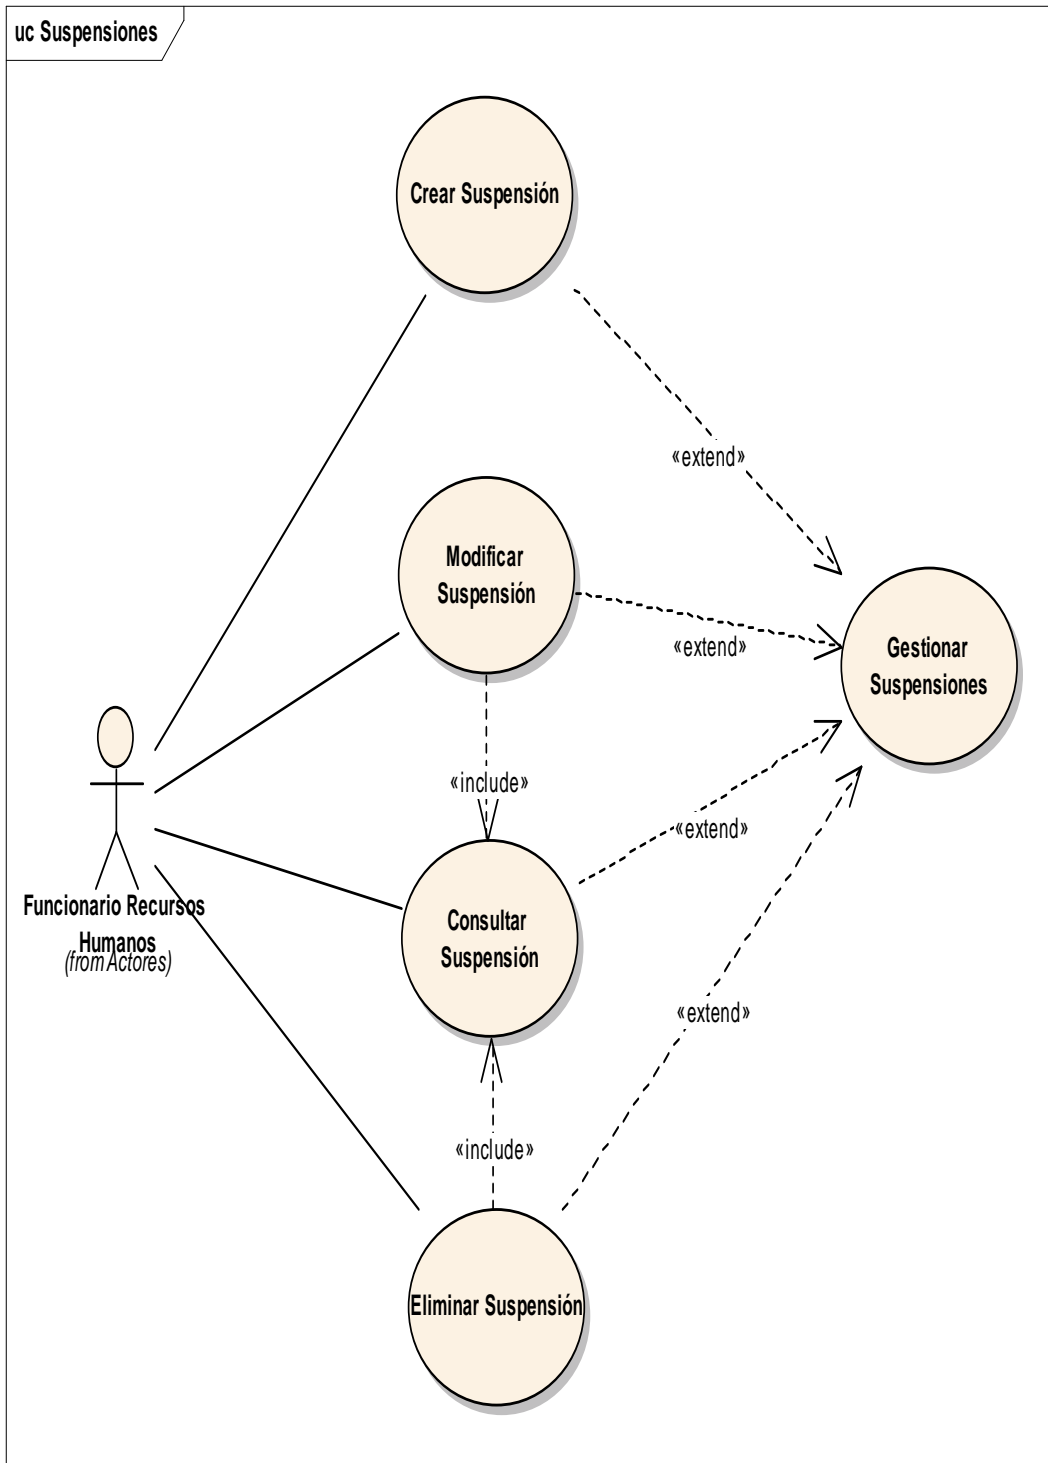 uc Suspensiones
Crear Suspensión
«extend»
Modificar
Suspensión
«extend»
Gestionar
Suspensiones
«include»
«extend»
Funcionario Recursos
Humanos
(from Actores)
Consultar
Suspensión
«extend»
«include»
Eliminar Suspensión